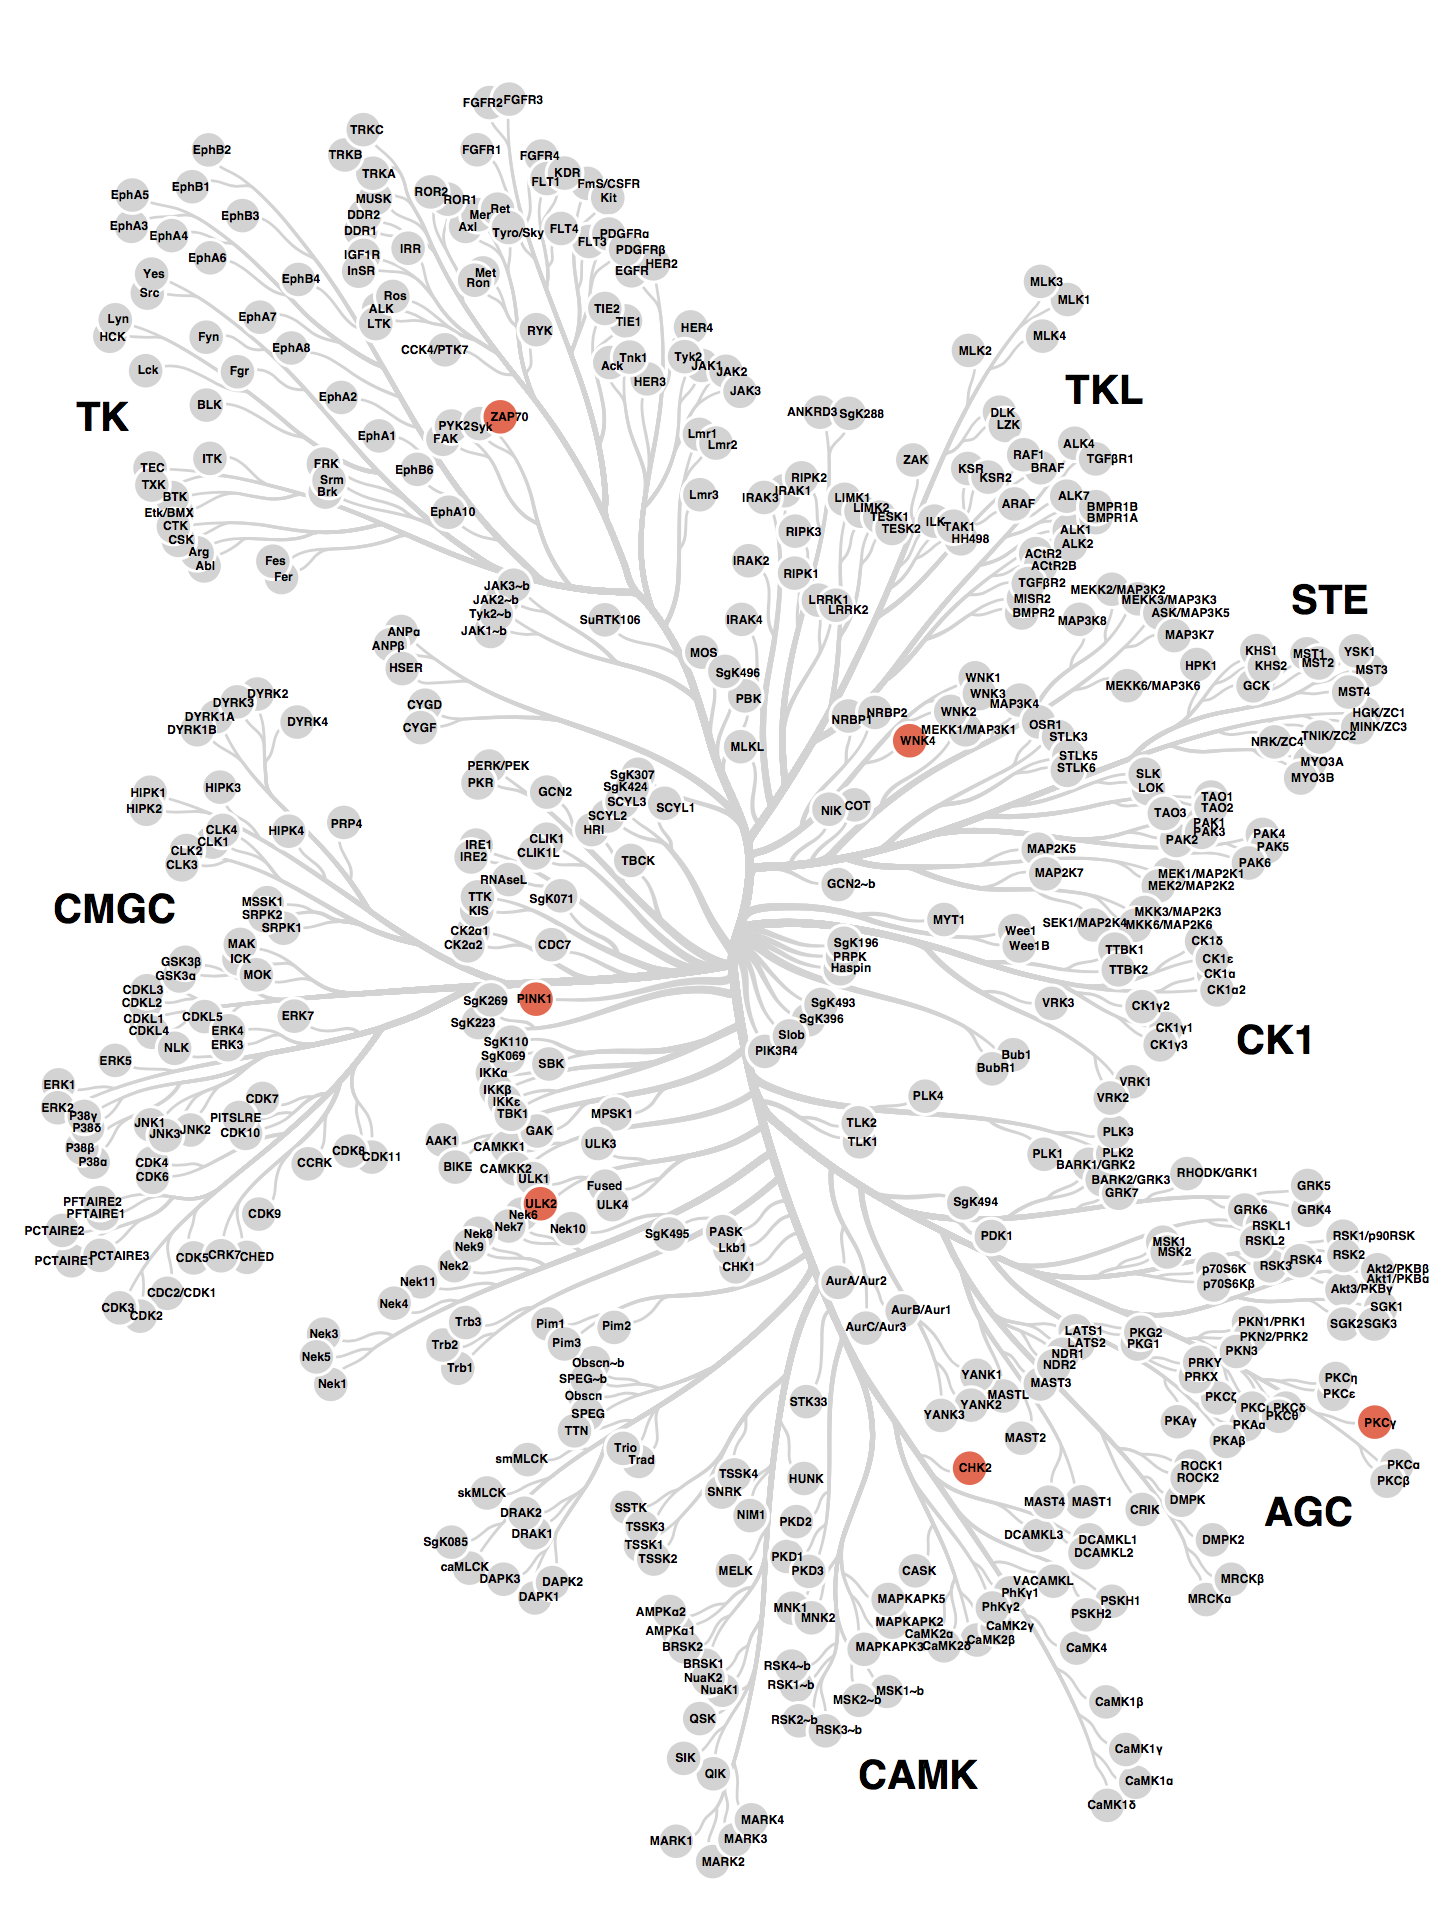 FGFR2
FGFR3
TRKC
TRKB
TRKA
FGFR1
FGFR4
KDR
FLT1
FmS/CSFR
Kit
EphB2
EphB1
EphA5
EphB3
EphA3
EphA4
EphA6
EphB4
MUSK
DDR2
DDR1
ROR2
ROR1
Ret
Mer
Axl
Tyro/Sky
FLT4
FLT3
PDGFRα
PDGFRβ
HER2
EGFR
IGF1R
InSR
IRR
Met
Ron
Yes
Src
Ros
ALK
LTK
EphA7
Lyn
HCK
Fyn
EphA8
CCK4/PTK7
RYK
TIE2
TIE1
HER4
Lck
Fgr
Ack
Tnk1
HER3
Tyk2
JAK1
JAK2
JAK3
TK
BLK
EphA2
EphA1
PYK2
FAK
Syk
ZAP70
Lmr1
Lmr2
Lmr3
TEC
TXK
BTK
Etk/BMX
CTK
CSK
Arg
Abl
ITK
FRK
Srm
Brk
EphB6
EphA10
Fes
Fer
JAK3~b
JAK2~b
Tyk2~b
JAK1~b
SuRTK106
MLK3
MLK1
MLK4
MLK2
TKL
ANKRD3
SgK288
DLK
LZK
ZAK
KSR
KSR2
RAF1
BRAF
ARAF
ALK4
TGFβR1
ALK7
BMPR1B
BMPR1A
ALK1
ALK2
IRAK3
IRAK1
RIPK2
RIPK3
LIMK1
LIMK2
TESK1
TESK2
ILK
TAK1
HH498
IRAK2
RIPK1
ACtR2
ACtR2B
TGFβR2
MISR2
BMPR2
LRRK1
LRRK2
IRAK4
MOS
SgK496
PBK
MLKL
MEKK2/MAP3K2
MEKK3/MAP3K3
ASK/MAP3K5
MAP3K8
MAP3K7
STE
HPK1
KHS1
KHS2
GCK
MST1
MST2
YSK1
MST3
MST4
MEKK6/MAP3K6
HGK/ZC1
MINK/ZC3
TNIK/ZC2
NRK/ZC4
MYO3A
MYO3B
WNK1
WNK3
WNK2
MAP3K4
MEKK1/MAP3K1
NRBP1
NRBP2
WNK4
OSR1
STLK3
STLK5
STLK6
SLK
LOK
TAO1
TAO2
TAO3
PAK1
PAK3
PAK2
PAK4
PAK5
PAK6
NIK
COT
MAP2K5
MAP2K7
MEK1/MAP2K1
MEK2/MAP2K2
GCN2~b
MKK3/MAP2K3
MKK6/MAP2K6
SEK1/MAP2K4
ANPα
ANPβ
HSER
CYGD
CYGF
DYRK2
DYRK3
DYRK1A
DYRK1B
DYRK4
PERK/PEK
PKR
GCN2
SgK307
SgK424
SCYL3
SCYL2
SCYL1
HRI
HIPK1
HIPK2
HIPK3
HIPK4
PRP4
CLK4
CLK1
CLK2
CLK3
IRE1
IRE2
CLIK1
CLIK1L
TBCK
RNAseL
TTK
KIS
SgK071
CK2α1
CK2α2
CDC7
CMGC
MSSK1
SRPK2
SRPK1
MAK
ICK
MOK
GSK3β
GSK3α
CDKL3
CDKL2
CDKL1
CDKL4
CDKL5
ERK7
NLK
ERK4
ERK3
ERK5
ERK1
ERK2
P38γ
P38δ
P38β
P38α
JNK1
JNK3
JNK2
CDK7
PITSLRE
CDK10
CDK4
CDK6
CCRK
CDK8
CDK11
PFTAIRE2
PFTAIRE1
PCTAIRE2
PCTAIRE1
PCTAIRE3
CDK9
CDK5
CRK7
CHED
CDC2/CDK1
CDK3
CDK2
SgK269
PINK1
SgK223
SgK110
SgK069
SBK
IKKα
IKKβ
IKKε
TBK1
MPSK1
GAK
AAK1
BIKE
CAMKK1
CAMKK2
ULK3
ULK1
ULK2
Fused
ULK4
Nek6
Nek7
Nek10
Nek8
Nek9
Nek2
Nek11
Nek4
Nek3
Nek5
Nek1
SgK495
PASK
Lkb1
CHK1
MYT1
Wee1
Wee1B
SgK196
PRPK
Haspin
SgK493
SgK396
Slob
PIK3R4
TTBK1
TTBK2
CK1δ
CK1ε
CK1α
CK1α2
VRK3
CK1γ2
CK1γ1
CK1γ3
CK1
Bub1
BubR1
VRK1
VRK2
PLK4
TLK2
TLK1
PLK3
PLK2
PLK1
BARK1/GRK2
BARK2/GRK3
GRK7
RHODK/GRK1
GRK5
GRK6
GRK4
SgK494
PDK1
MSK1
MSK2
RSKL1
RSKL2
RSK1/p90RSK
RSK2
RSK3
RSK4
p70S6K
p70S6Kβ
Akt2/PKBβ
Akt1/PKBα
Akt3/PKBγ
SGK1
SGK2
SGK3
AurA/Aur2
AurB/Aur1
AurC/Aur3
LATS1
LATS2
NDR1
NDR2
PKG2
PKG1
PKN1/PRK1
PKN2/PRK2
PKN3
PRKY
PRKX
MAST3
MASTL
YANK1
YANK2
YANK3
MAST2
PKCη
PKCε
PKCζ
PKCι
PKCδ
PKCθ
PKCγ
PKAγ
PKAα
PKAβ
PKCα
PKCβ
ROCK1
ROCK2
DMPK
CRIK
DMPK2
MRCKβ
MRCKα
AGC
CHK2
MAST4
MAST1
DCAMKL3
DCAMKL1
DCAMKL2
Trb3
Trb2
Trb1
Pim1
Pim2
Pim3
Obscn~b
SPEG~b
Obscn
SPEG
TTN
STK33
Trio
Trad
smMLCK
skMLCK
DRAK2
DRAK1
SgK085
caMLCK
DAPK3
DAPK2
DAPK1
SSTK
TSSK3
TSSK1
TSSK2
TSSK4
SNRK
NIM1
HUNK
PKD2
PKD1
PKD3
MELK
MNK1
MNK2
AMPKα2
AMPKα1
BRSK2
BRSK1
NuaK2
NuaK1
QSK
SIK
QIK
MARK4
MARK3
MARK1
MARK2
RSK4~b
RSK1~b
RSK2~b
RSK3~b
MSK2~b
MSK1~b
CASK
MAPKAPK5
MAPKAPK2
MAPKAPK3
CaMK2α
CaMK2δ
CaMK2β
CaMK2γ
VACAMKL
PhKγ1
PhKγ2
PSKH1
PSKH2
CaMK4
CaMK1β
CaMK1γ
CaMK1α
CaMK1δ
CAMK